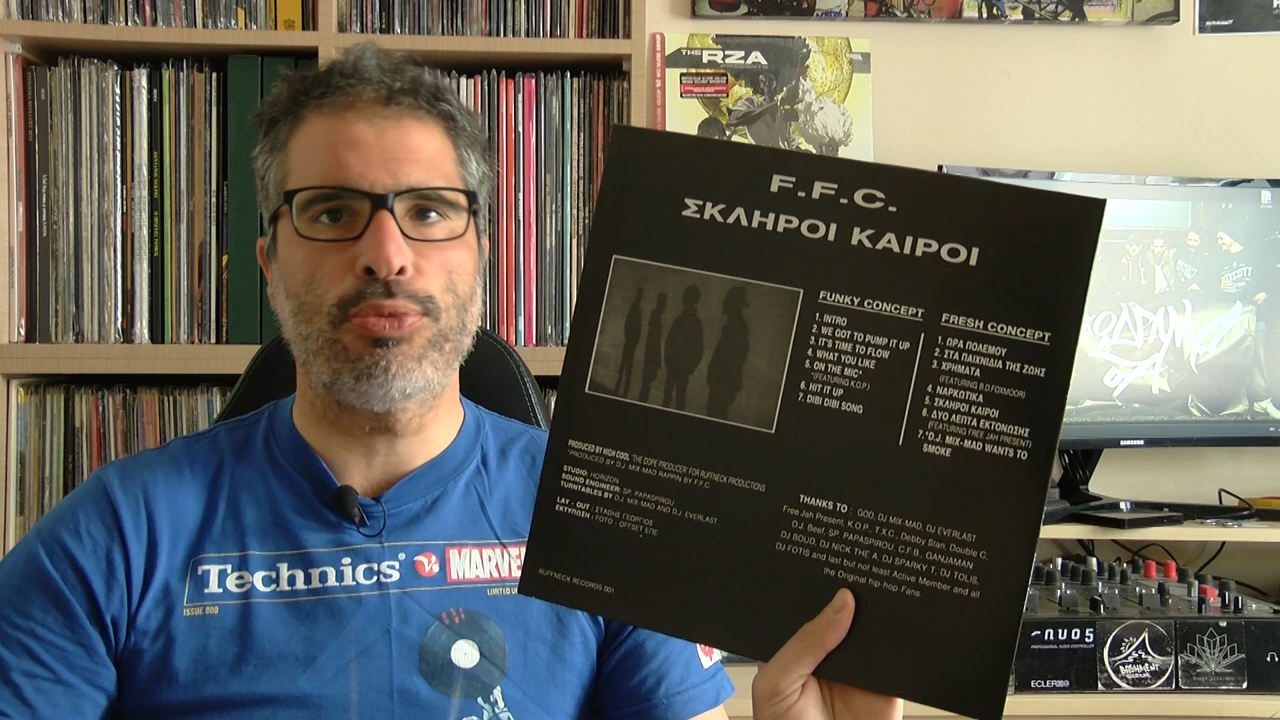 THE RZA
PRESENTS
F.F.C.
ΣΚΛΗΡΟΙ ΚΑΙΡΟΙ
FUNKY CONCEPT
1. INTRO
2. WE GOT TO PUMP IT UP
3. IT'S TIME TO FLOW
4. WHAT YOU LIKE
5. ON THE MIC*
*(FEATURING K.O.P.)
6. HIT IT UP
7. DIBI DIBI SONG
FRESH CONCEPT
1. ΩΡΑ ΠΟΛΕΜΟΥ
2. ΣΤΑ ΠΑΙΧΝΙΔΙΑ ΤΗΣ ΖΩΗΣ
3. ΧΡΗΜΑΤΑ
(FEATURING B.D.FOXMOOR)
4. ΝΑΡΚΩΤΙΚΑ
5. ΣΚΛΗΡΟΙ ΚΑΙΡΟΙ
6. ΔΥΟ ΛΕΠΤΑ ΕΚΤΟΝΩΣΗΣ
(FEATURING FREE JAH PRESENT)
7.*D.J. MIX-MAD WANTS TO
SMOKE
PRODUCED BY HIGH COOL 'THE DOPE PRODUCER' FOR RUFFNECK PRODUCTIONS
*PRODUCED BY D.J. MIX-MAD RAPPIN BY F.F.C.
STUDIO: HORIZON
SOUND ENGINEER: SP. PAPASPIROU
TURNTABLES BY D.J. MIX-MAD AND D.J. EVERLAST
LAY - OUT : ΣΤΑΘΗΣ ΓΕΩΡΓΙΟΣ
ΕΚΤΥΠΩΣΗ : FOTO - OFFSET ΕΠΕ
RUFFNECK RECORDS 001
THANKS TO : GOD, DJ MIX-MAD, DJ EVERLAST
Free Jah Present, K.O.P., T.X.C., Debby Stan, Double C,
D.J. Beef, SP. PAPASPIROU, C.F.B., GANJAMAN
DJ BOUD, DJ NICK THE A, DJ SPARKY T, DJ TOLIS,
DJ FOTIS and last but not least Active Member and all
the Original hip-hop-Fans.
Technics
MARVEL
LIMITED
ISSUE 000
SAMSUNG
nuo5
PROFESSIONAL AUDIO CONTROLLER
ECLER
BASHMENT